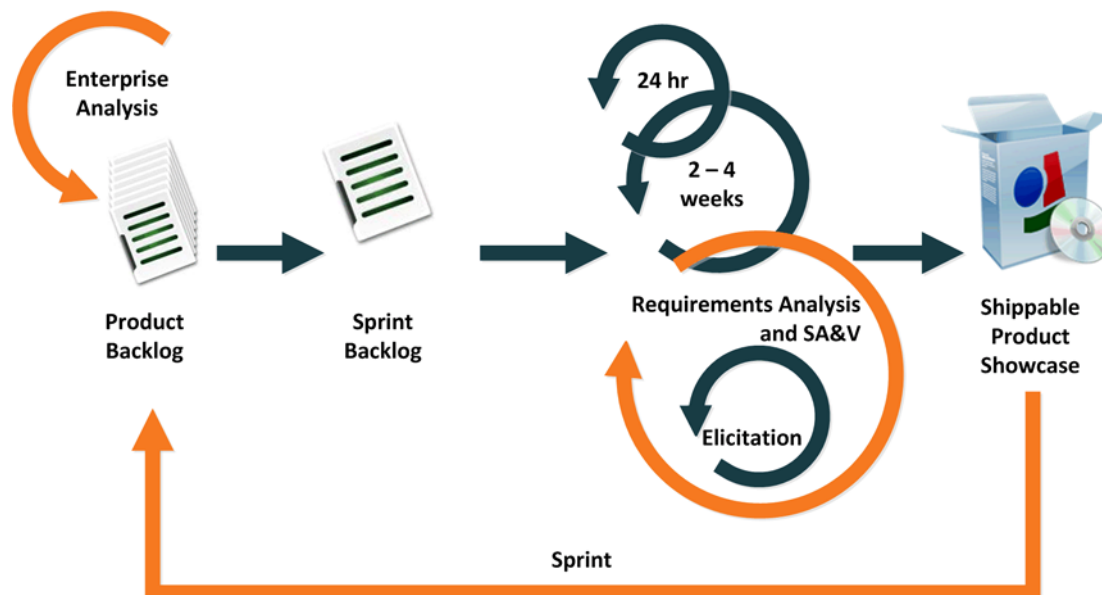 Enterprise
Analysis
Product
Backlog
Sprint
Backlog
24 hr
2 – 4
weeks
Requirements Analysis
and SA&V
Elicitation
Shippable
Product
Showcase
Sprint